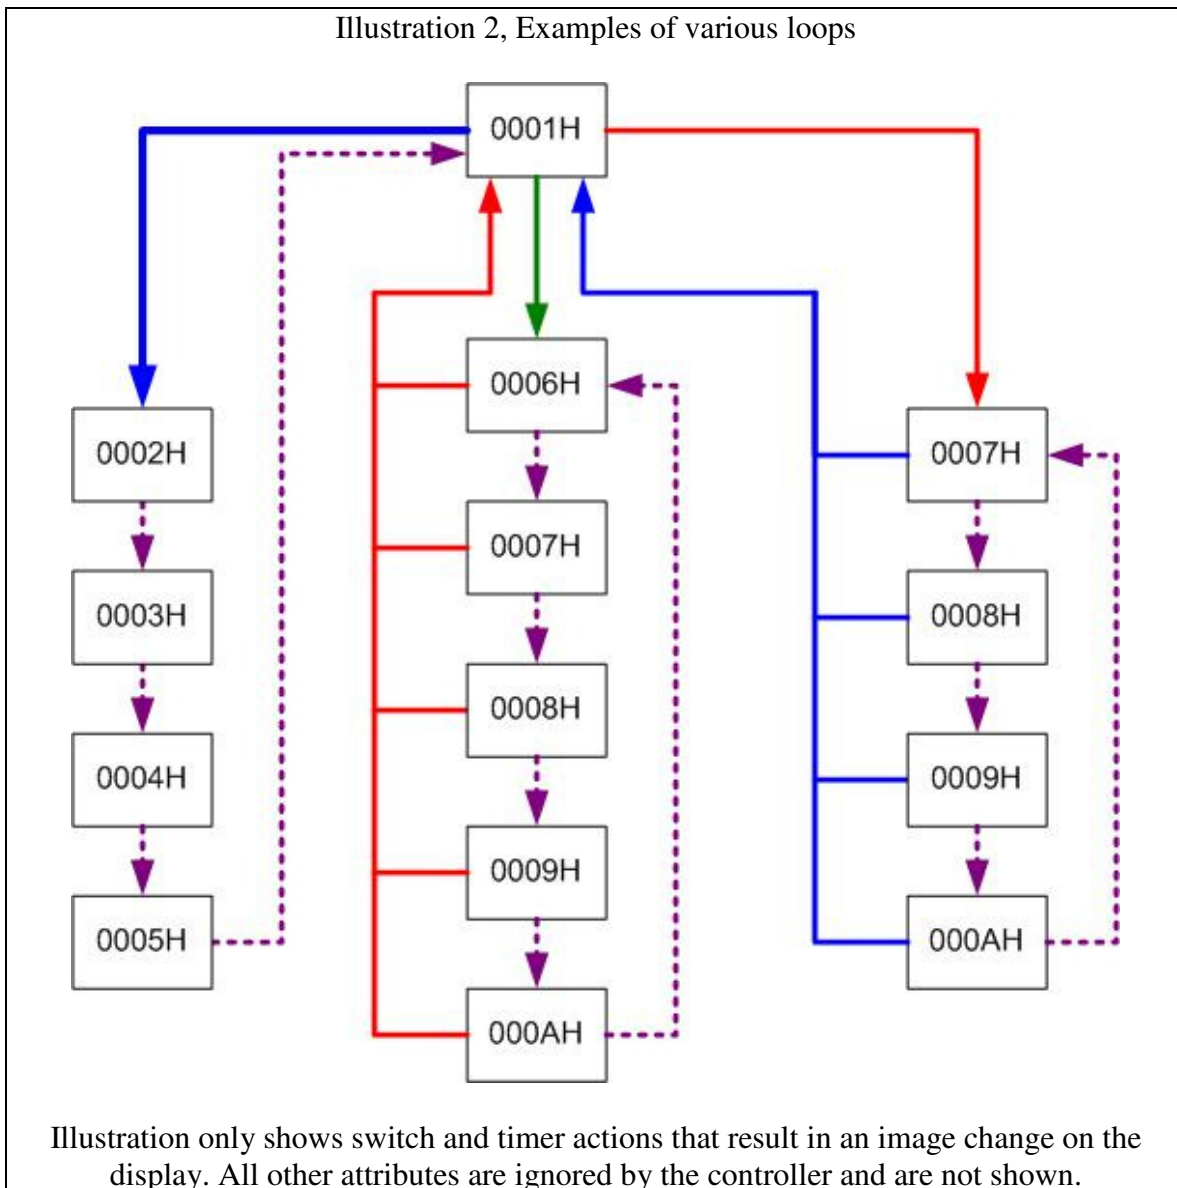 Illustration 2, Examples of various loops
0001H
0002H
0003H
0004H
0005H
0006H
0007H
0008H
0009H
000AH
0007H
0008H
0009H
000AH
Illustration only shows switch and timer actions that result in an image change on the
display. All other attributes are ignored by the controller and are not shown.